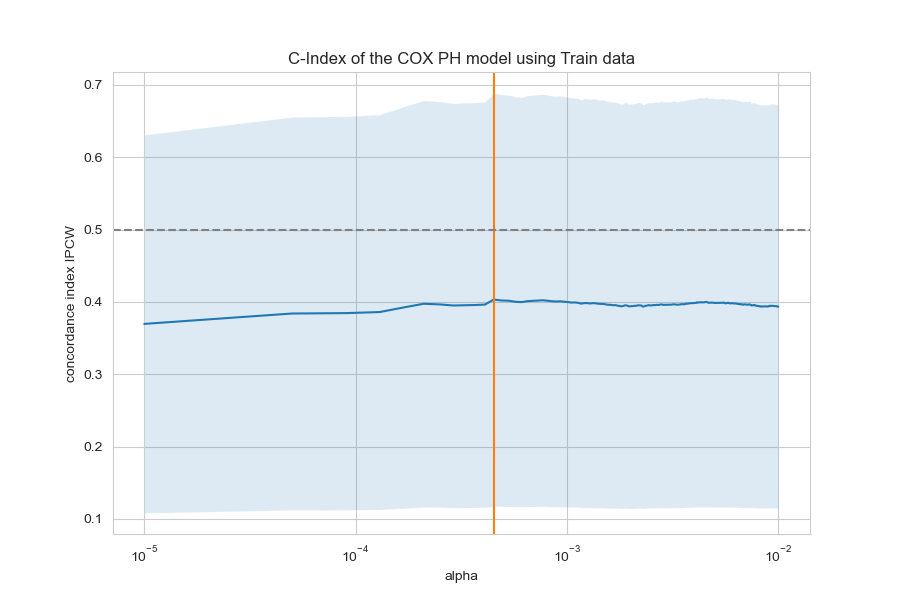 C-Index of the COX PH model using Train data
concordance index IPCW
0.7
0.6
0.5
0.4
0.3
0.2
0.1
10⁻⁵ 10⁻⁴ 10⁻³ 10⁻²
alpha